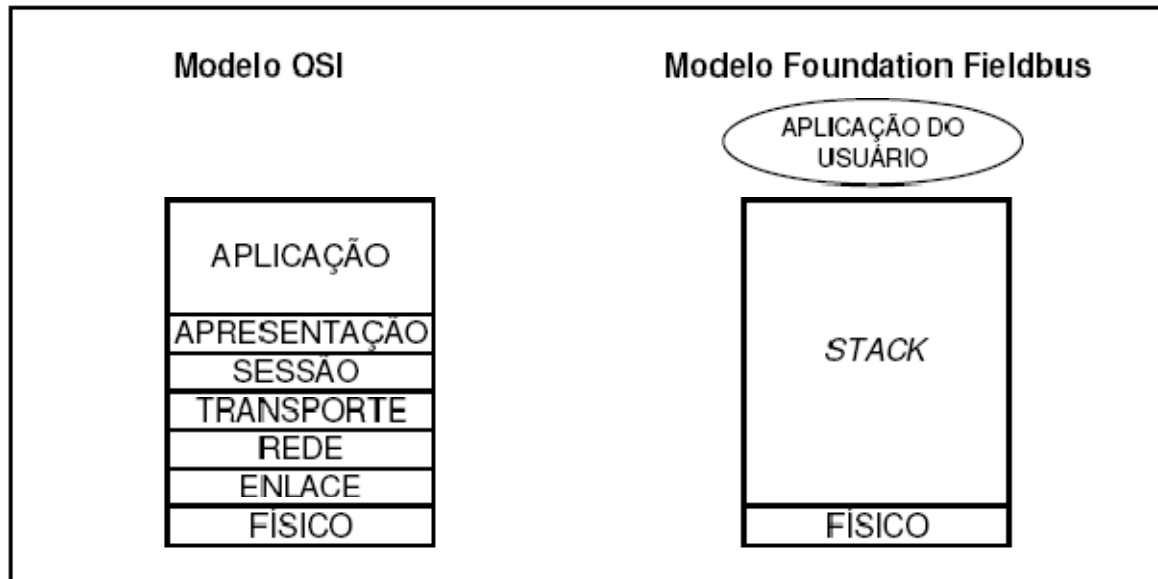 Modelo OSI
APLICAÇÃO
APRESENTAÇÃO
SESSÃO
TRANSPORTE
REDE
ENLACE
FÍSICO
Modelo Foundation Fieldbus
APLICAÇÃO DO
USUÁRIO
STACK
FÍSICO